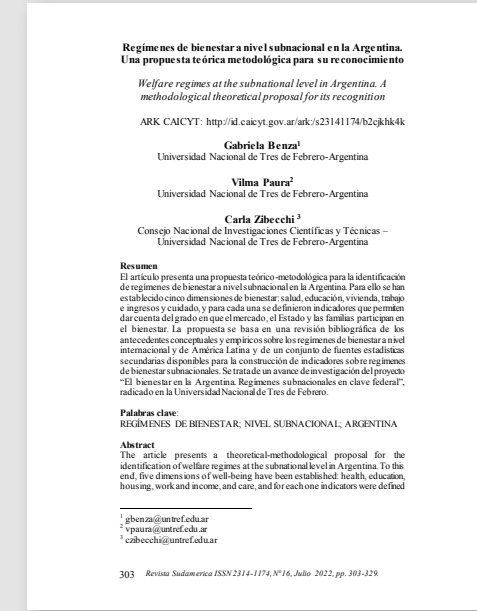 Regímenes de bienestar a nivel subnacional en la Argentina.
Una propuesta teórica metodológica para su reconocimiento
Welfare regimes at the subnational level in Argentina. A
methodological theoretical proposal for its recognition
ARK CAICYT: http://id.caicyt.gov.ar/ark:/s23141174/b2cjkhk4k
Gabriela Benza¹
Universidad Nacional de Tres de Febrero-Argentina
Vilma Paura²
Universidad Nacional de Tres de Febrero-Argentina
Carla Zibecchi ³
Consejo Nacional de Investigaciones Científicas y Técnicas –
Universidad Nacional de Tres de Febrero-Argentina
Resumen
El artículo presenta una propuesta teórico-metodológica para la identificación
de regímenes de bienestar a nivel subnacional en la Argentina. Para ello se han
establecido cinco dimensiones de bienestar: salud, educación, vivienda, trabajo
e ingresos y cuidado, y para cada una se definieron indicadores que permiten
dar cuenta del grado en que el mercado, el Estado y las familias participan en
el bienestar. La propuesta se basa en una revisión bibliográfica de los
antecedentes conceptuales y empíricos sobre los regímenes de bienestar a nivel
internacional y de América Latina y de un conjunto de fuentes estadísticas
secundarias disponibles para la construcción de indicadores sobre regímenes
de bienestar subnacionales. Se trata de un avance de investigación del proyecto
“El bienestar en la Argentina. Regímenes subnacionales en clave federal”,
radicado en la Universidad Nacional de Tres de Febrero.
Palabras clave:
REGÍMENES DE BIENESTAR; NIVEL SUBNACIONAL; ARGENTINA
Abstract
The article presents a theoretical-methodological proposal for the
identification of welfare regimes at the subnational level in Argentina. To this
end, five dimensions of well-being have been established: health, education,
housing, work and income, and care, and for each one indicators were defined
¹ gbenza@untref.edu.ar
² vpaura@untref.edu.ar
³ czibecchi@untref.edu.ar
303 Revista Sudamerica ISSN 2314-1174, N°16, Julio 2022, pp. 303-329.